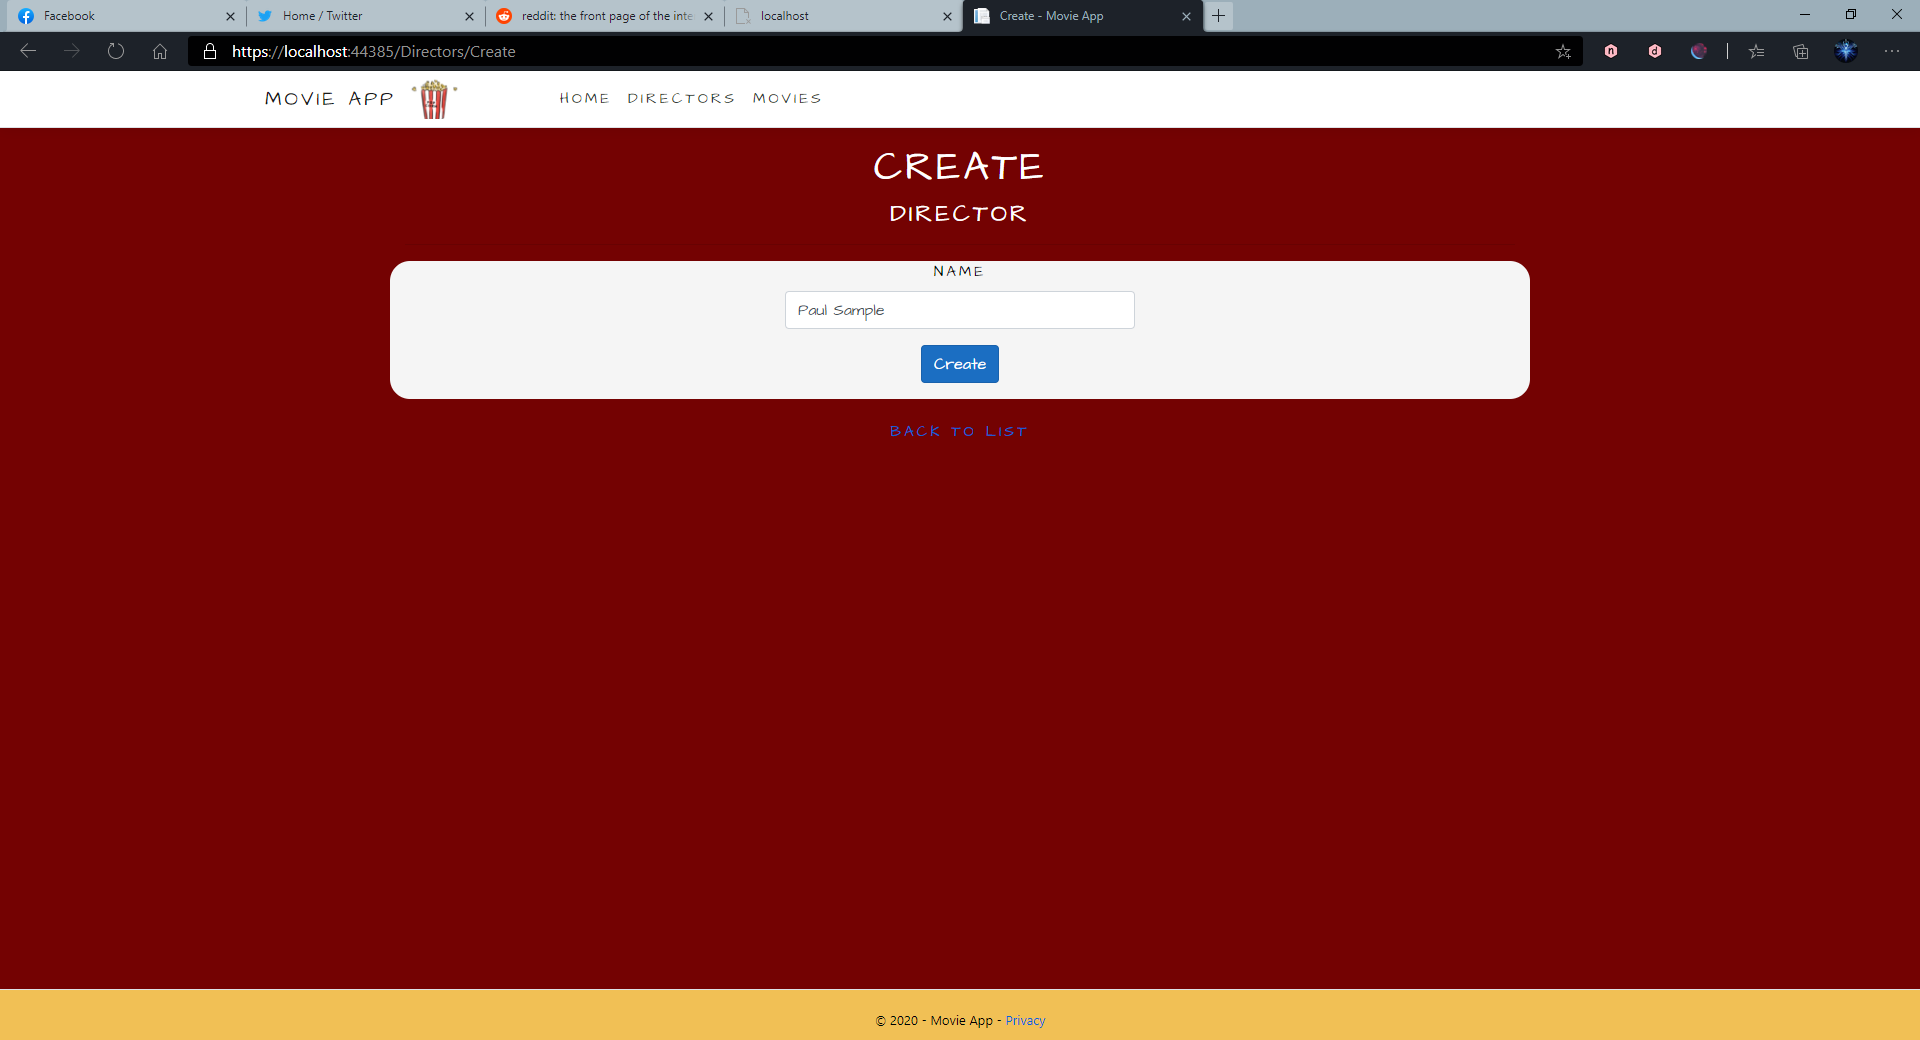 Facebook
Home / Twitter
reddit: the front page of the inte
localhost
Create - Movie App
https://localhost:44385/Directors/Create
MOVIE APP
HOME DIRECTORS MOVIES
CREATE
DIRECTOR
NAME
Paul Sample
Create
BACK TO LIST
© 2020 - Movie App - Privacy